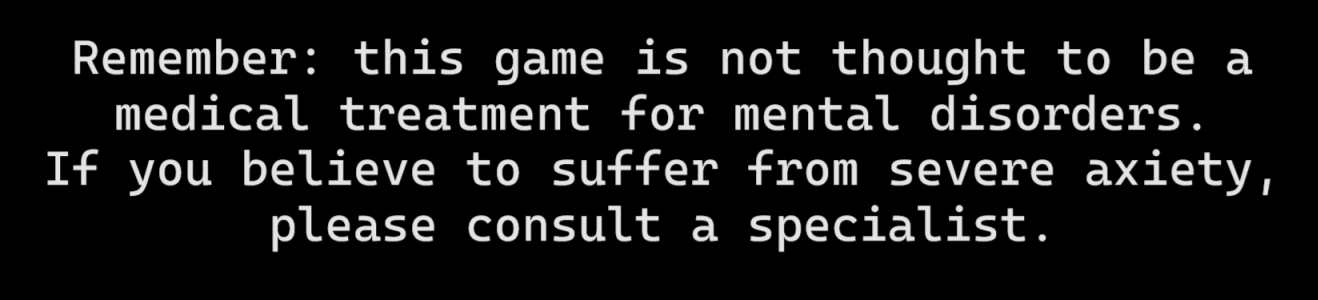 Remember: this game is not thought to be a
medical treatment for mental disorders.
If you believe to suffer from severe axiety,
please consult a specialist.